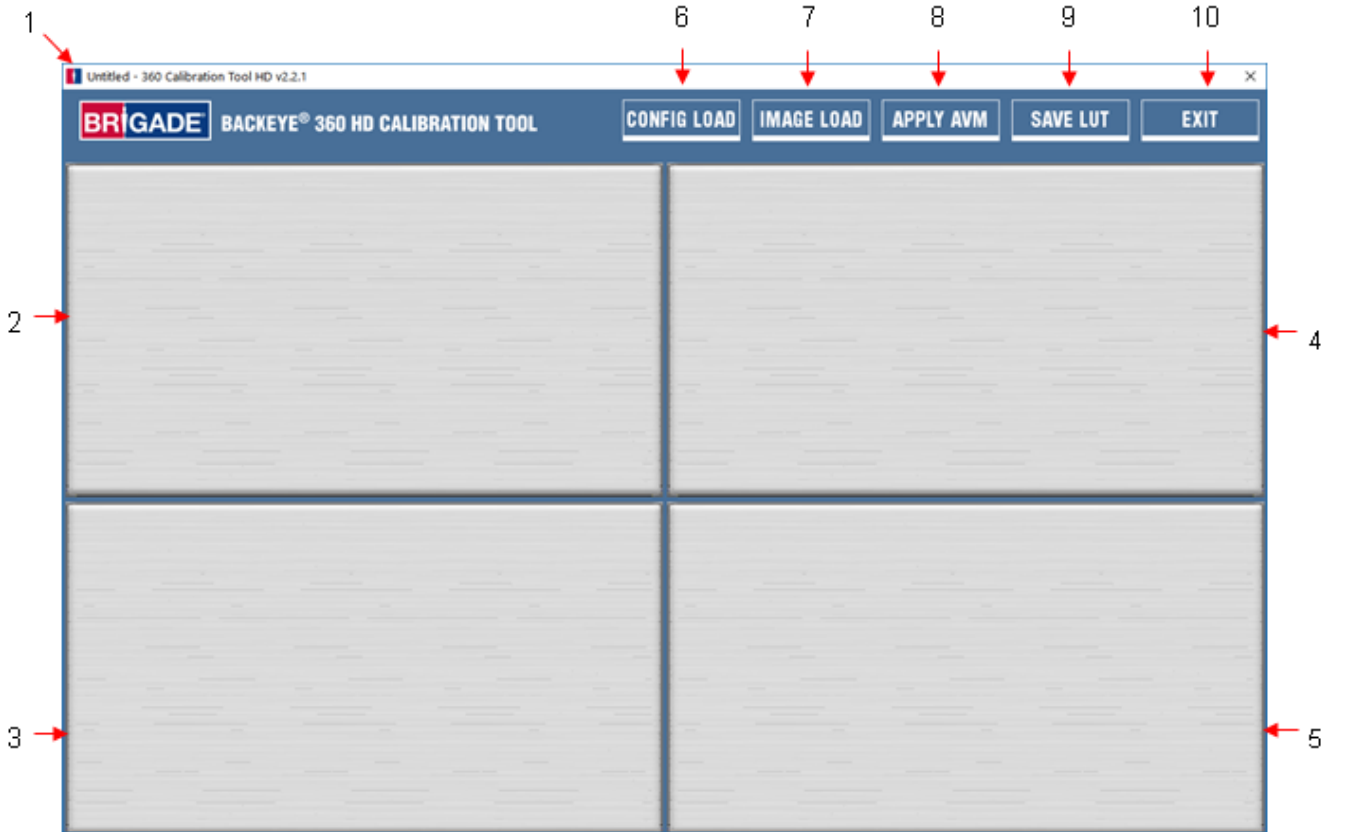 1 6 7 8 9 10
Untitled - 360 Calibration Tool HD v2.2.1
BRIGADE BACKEYE® 360 HD CALIBRATION TOOL CONFIG LOAD IMAGE LOAD APPLY AVM SAVE LUT EXIT
2 4
3 5